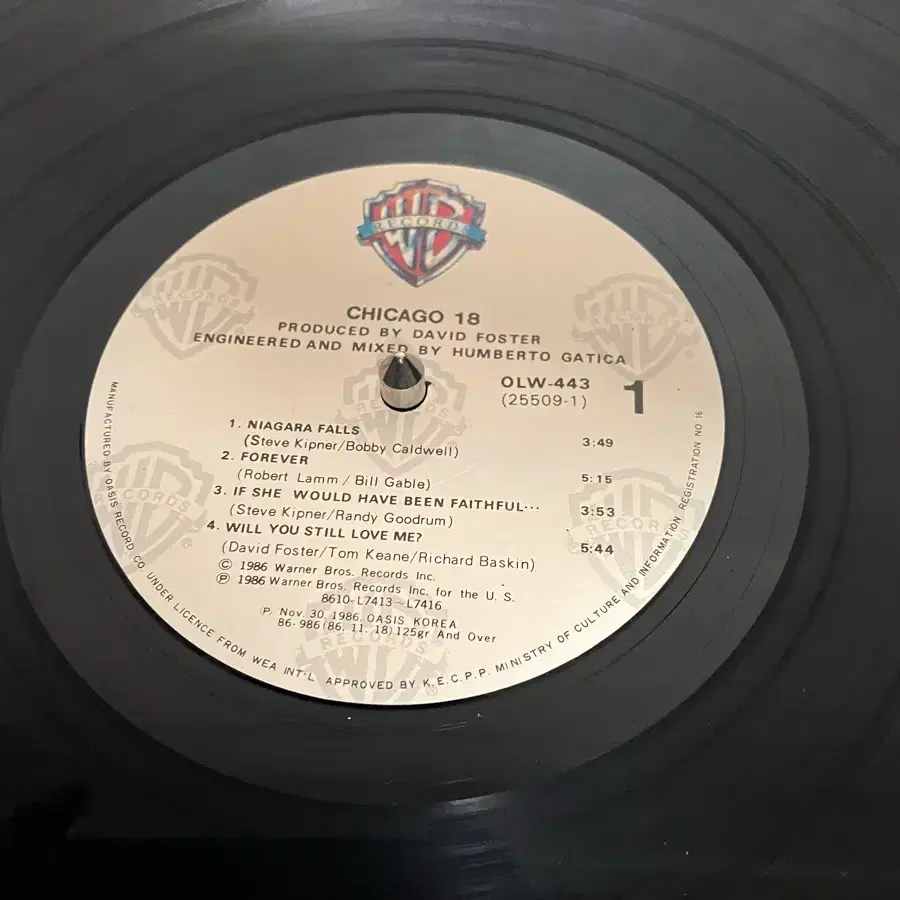 WB
RECORDS
CHICAGO 18
PRODUCED BY DAVID FOSTER
ENGINEERED AND MIXED BY HUMBERTO GATICA
OLW-443
(25509-1)
1
1. NIAGARA FALLS 3:49
(Steve Kipner/Bobby Caldwell)
2. FOREVER 5:15
(Robert Lamm / Bill Gable)
3. IF SHE WOULD HAVE BEEN FAITHFUL··· 3:53
(Steve Kipner/Randy Goodrum)
4. WILL YOU STILL LOVE ME? 5:44
(David Foster/Tom Keane/Richard Baskin)
© 1986 Warner Bros. Records Inc.
℗ 1986 Warner Bros. Records Inc. for the U. S.
8610-L7413-L7416
℗. Nov. 30, 1986, OASIS KOREA
86-986(86. 11. 18)125gr And Over
MANUFACTURED BY OASIS RECORD CO UNDER LICENCE FROM WEA INT'L APPROVED BY K.E.C.P.P. MINISTRY OF CULTURE AND INFORMATION REGISTRATION NO 16